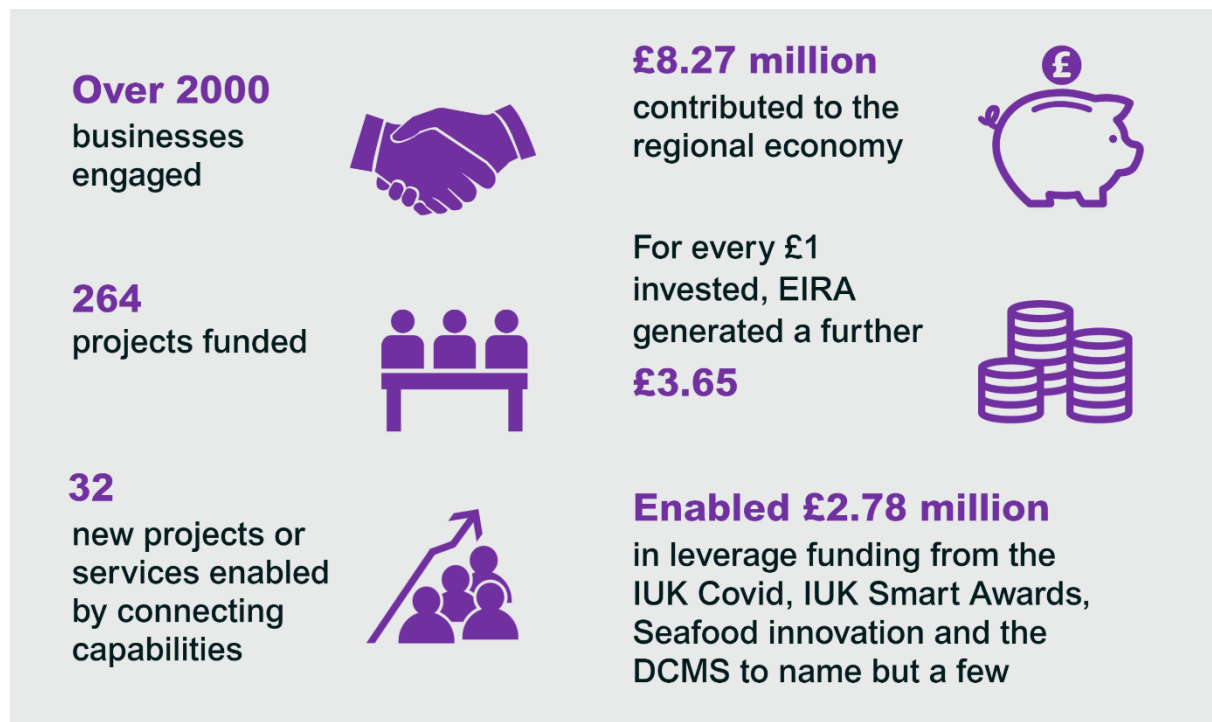 Over 2000
businesses
engaged
264
projects funded
32
new projects or
services enabled
by connecting
capabilities
£8.27 million
contributed to the
regional economy
£
For every £1
invested, EIRA
generated a further
£3.65
Enabled £2.78 million
in leverage funding from the
IUK Covid, IUK Smart Awards,
Seafood innovation and the
DCMS to name but a few